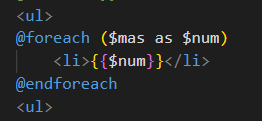 <ul>
@foreach ($mas as $num)
    <li>{{$num}}</li>
@endforeach
<ul>